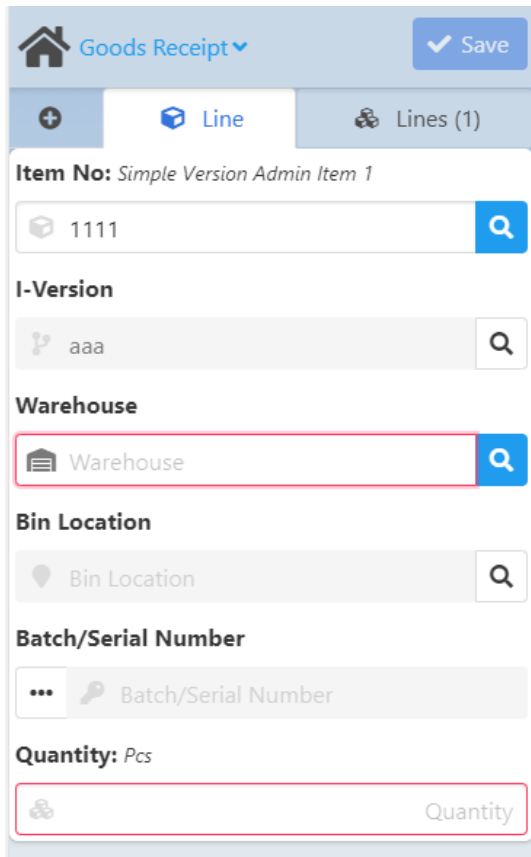 Goods Receipt
Save
Line
Lines (1)
Item No: Simple Version Admin Item 1
1111
I-Version
aaa
Warehouse
Warehouse
Bin Location
Bin Location
Batch/Serial Number
Batch/Serial Number
Quantity: Pcs
Quantity